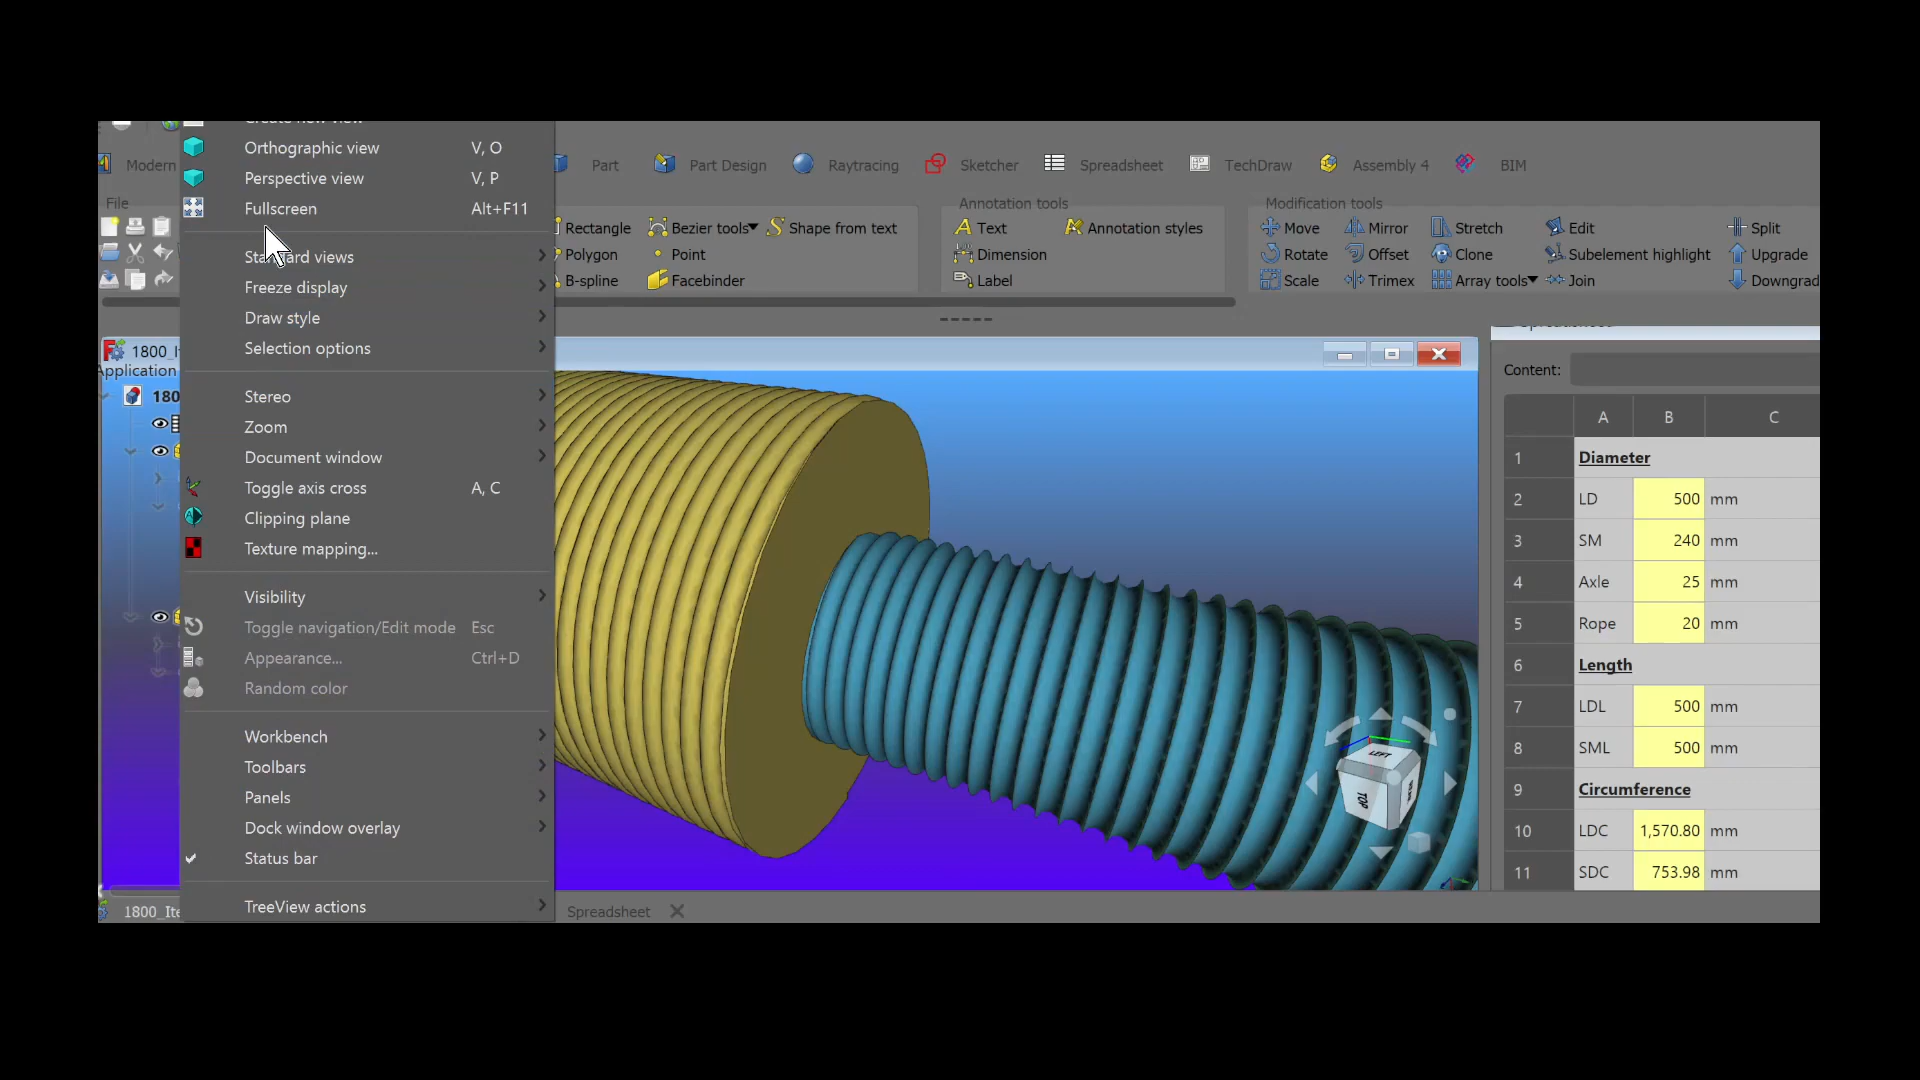 Create new view
Orthographic view V, O
Perspective view V, P
Fullscreen Alt+F11
Standard views
Freeze display
Draw style
Selection options
Stereo
Zoom
Document window
Toggle axis cross A, C
Clipping plane
Texture mapping...
Visibility
Toggle navigation/Edit mode Esc
Appearance... Ctrl+D
Random color
Workbench
Toolbars
Panels
Dock window overlay
Status bar
TreeView actions
Modern Part Part Design Raytracing Sketcher Spreadsheet TechDraw Assembly 4 BIM
File
Annotation tools
Modification tools
Rectangle Bezier tools Shape from text
Polygon Point
B-spline Facebinder
Text Annotation styles
Dimension
Label
Move Mirror Stretch Edit Split
Rotate Offset Clone Subelement highlight Upgrade
Scale Trimex Array tools Join Downgrad
1800_I
Application
180
LEFT
TOP
Content:
A B C
1 Diameter
2 LD 500 mm
3 SM 240 mm
4 Axle 25 mm
5 Rope 20 mm
6 Length
7 LDL 500 mm
8 SML 500 mm
9 Circumference
10 LDC 1,570.80 mm
11 SDC 753.98 mm
1800_Ite
Spreadsheet